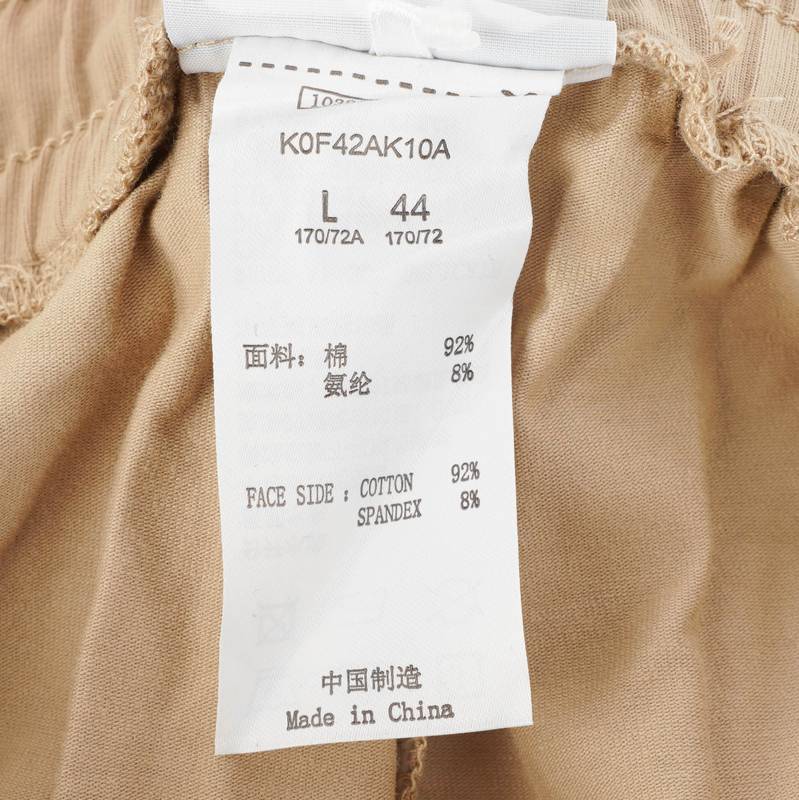 K0F42AK10A
L 44
170/72A 170/72
面料：棉 92%
氨纶 8%
FACE SIDE : COTTON 92%
SPANDEX 8%
中国制造
Made in China